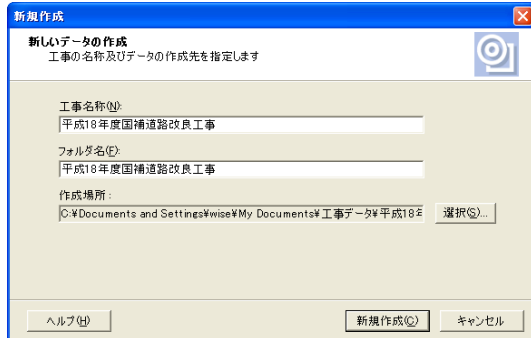 新規作成
新しいデータの作成
工事の名称及びデータの作成先を指定します
工事名称(N):
平成18年度国補道路改良工事
フォルダ名(F):
平成18年度国補道路改良工事
作成場所:
C:¥Documents and Settings¥wise¥My Documents¥工事データ¥平成18年
選択(S)...
ヘルプ(H)
新規作成(C)
キャンセル